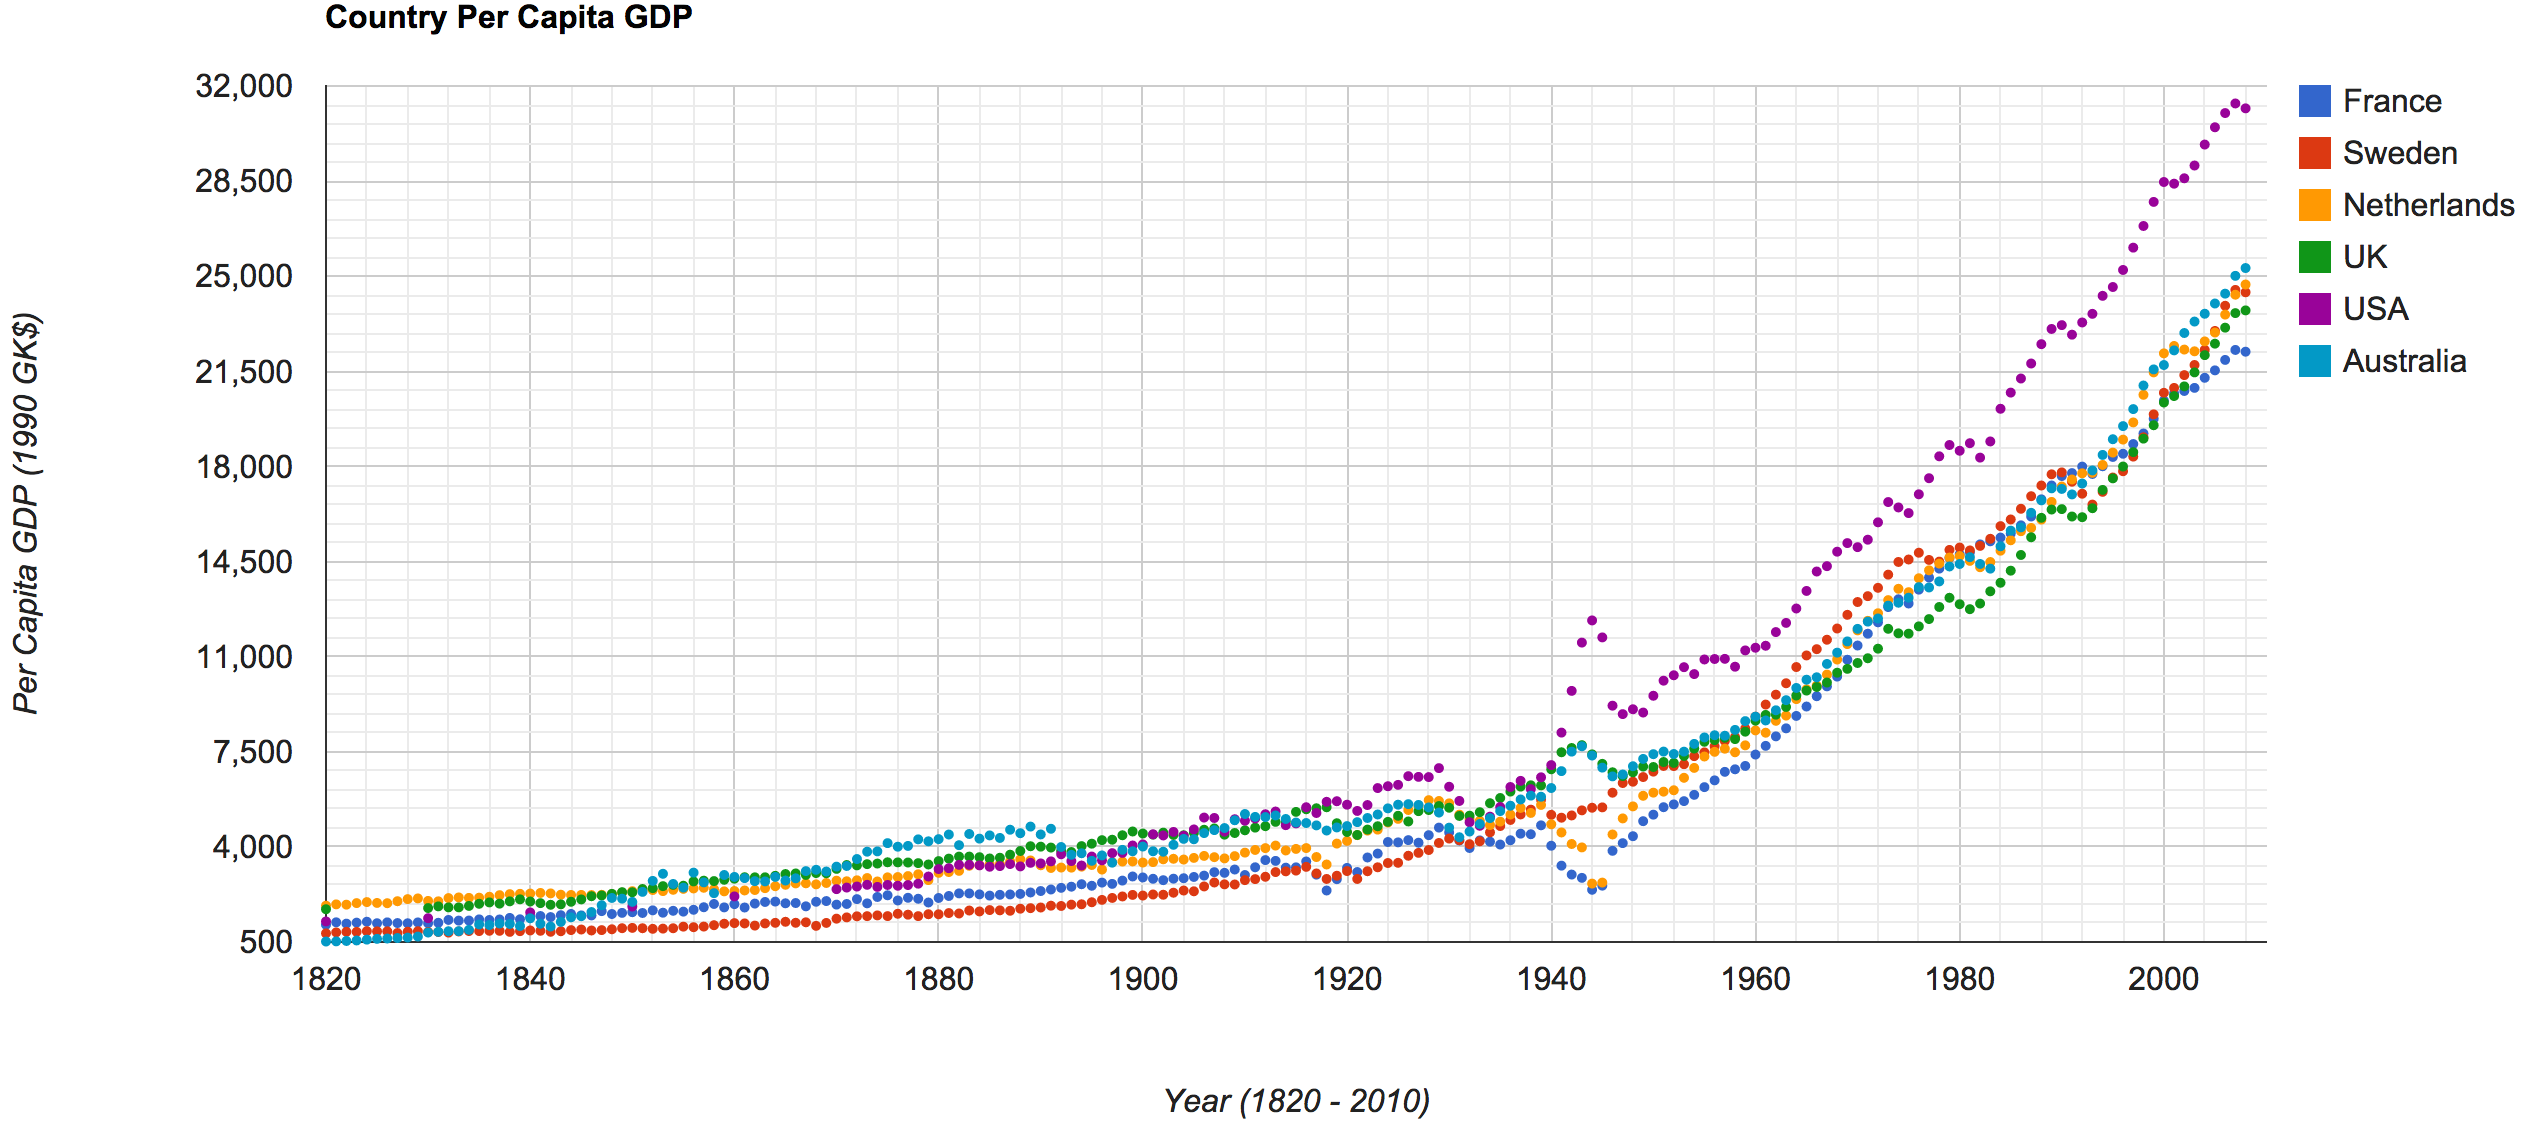 Country Per Capita GDP
32,000
28,500
25,000
21,500
18,000
14,500
11,000
7,500
4,000
500
Per Capita GDP (1990 GK$)
1820 1840 1860 1880 1900 1920 1940 1960 1980 2000
Year (1820 - 2010)
France
Sweden
Netherlands
UK
USA
Australia